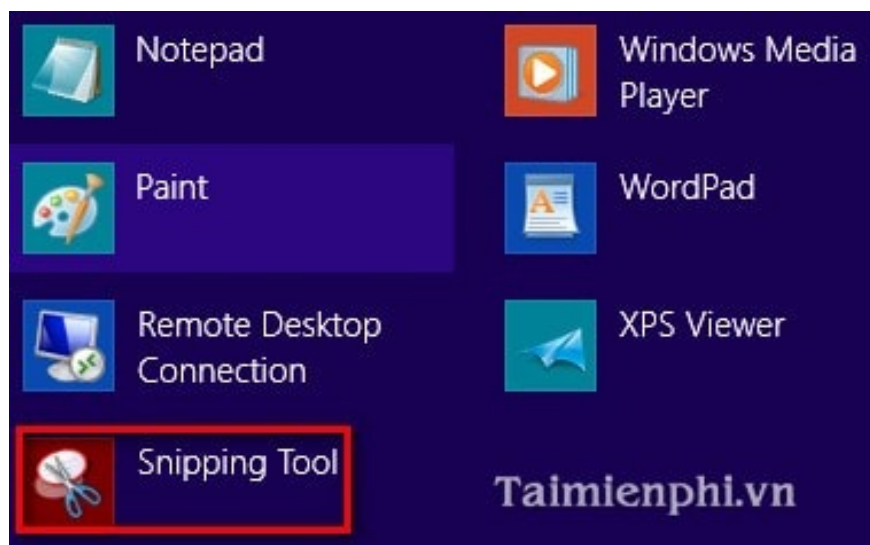 Notepad
Paint
Remote Desktop
Connection
Snipping Tool
Windows Media
Player
WordPad
XPS Viewer
Taimienphi.vn